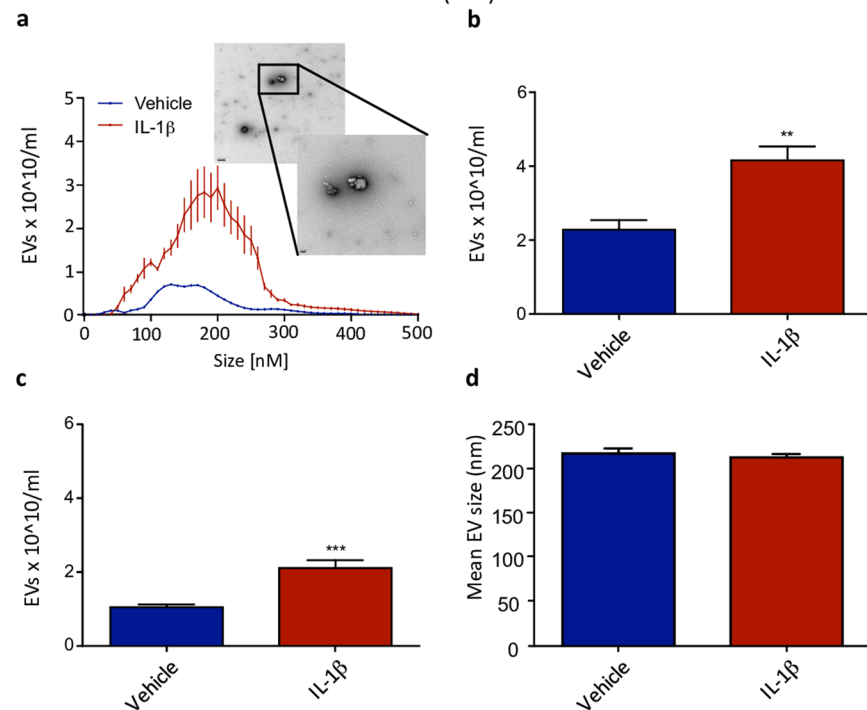 a
5
4
3
2
1
0
EVs x 10^10/ml
Vehicle
IL-1β
0 100 200 300 400 500
Size [nM]
b
6
4
2
0
EVs x 10^10/ml
**
Vehicle
IL-1β
c
6
4
2
0
EVs x 10^10/ml
***
Vehicle
IL-1β
d
250
200
150
100
50
0
Mean EV size (nm)
Vehicle
IL-1β